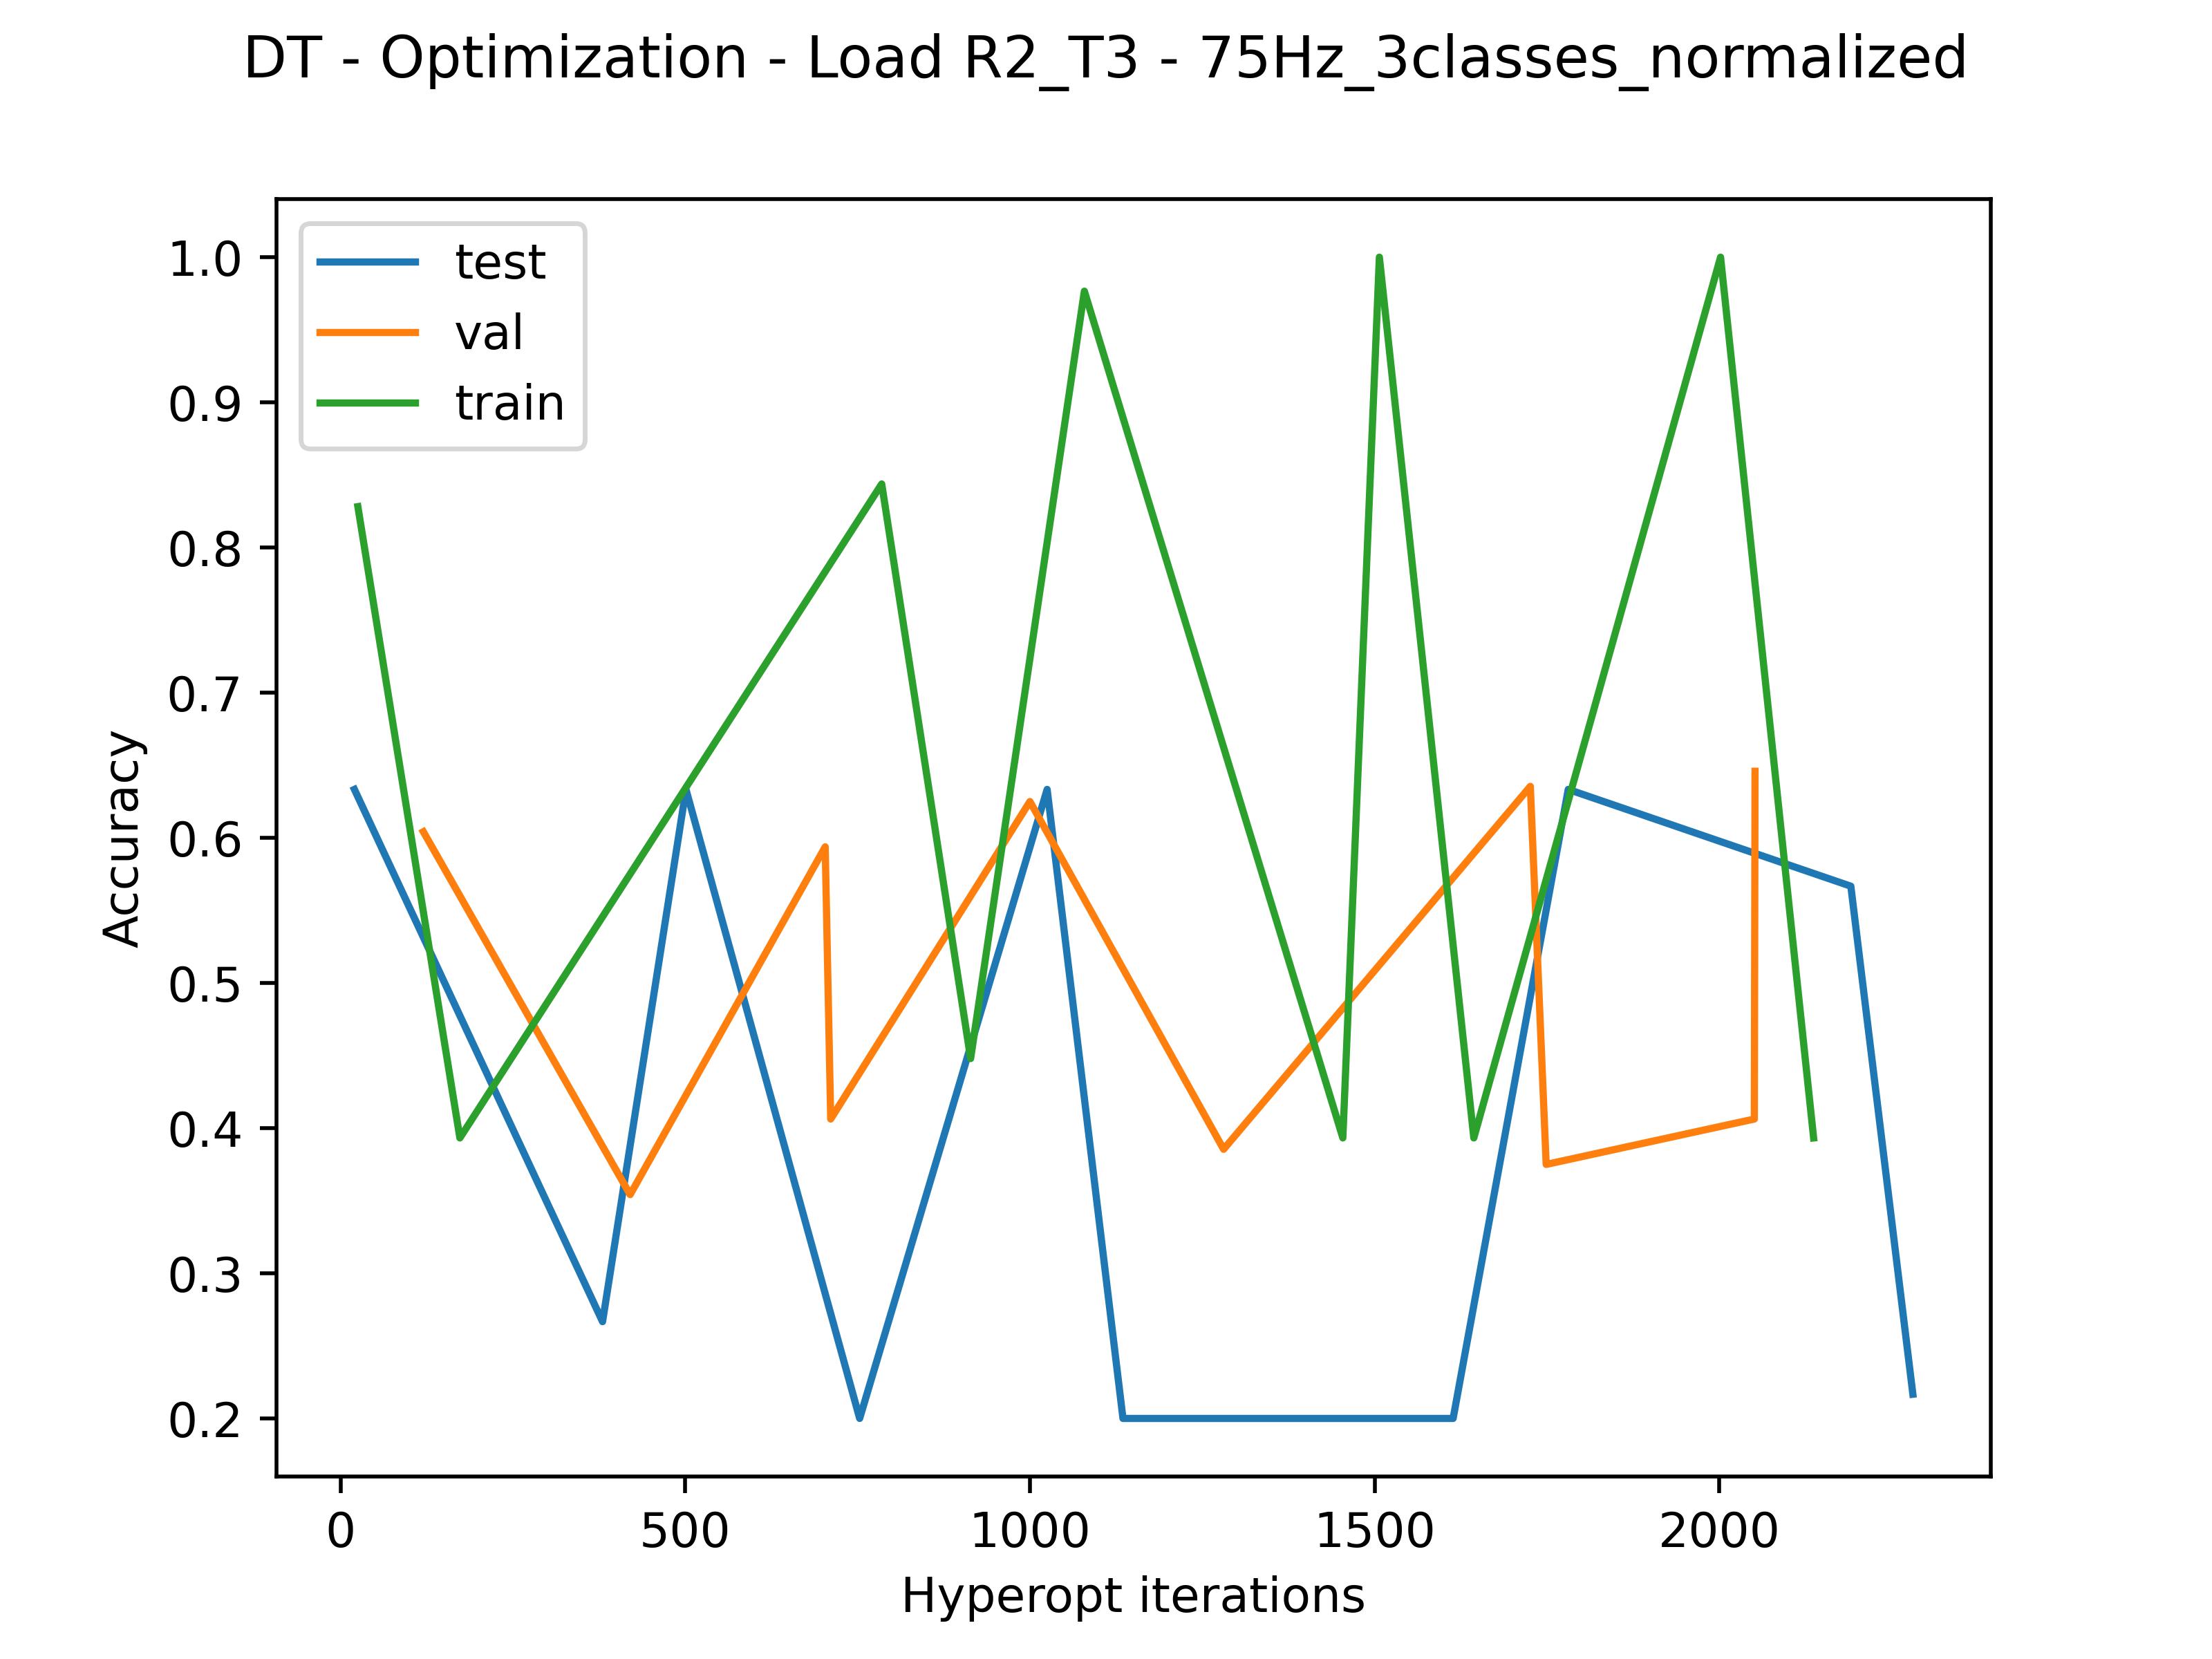 DT - Optimization - Load R2_T3 - 75Hz_3classes_normalized
test
val
train
1.0
0.9
0.8
0.7
0.6
0.5
0.4
0.3
0.2
Accuracy
0 500 1000 1500 2000
Hyperopt iterations